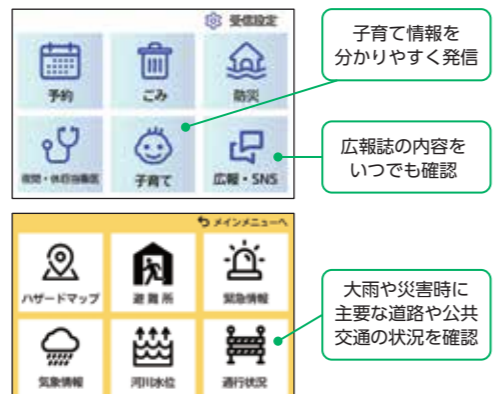 受信設定
予約
ごみ
防災
夜間・休日当番医
子育て
広報・SNS
子育て情報を
分かりやすく発信
広報誌の内容を
いつでも確認
メインメニューへ
ハザードマップ
避難所
緊急情報
気象情報
河川水位
通行状況
大雨や災害時に
主要な道路や公共
交通の状況を確認